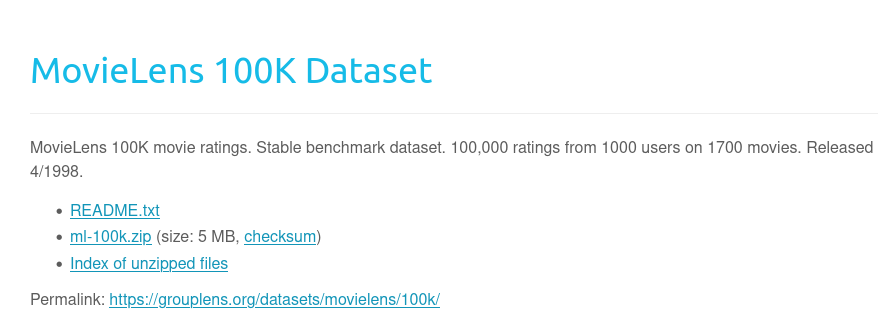 MovieLens 100K Dataset
MovieLens 100K movie ratings. Stable benchmark dataset. 100,000 ratings from 1000 users on 1700 movies. Released
4/1998.
• README.txt
• ml-100k.zip (size: 5 MB, checksum)
• Index of unzipped files
Permalink: https://grouplens.org/datasets/movielens/100k/